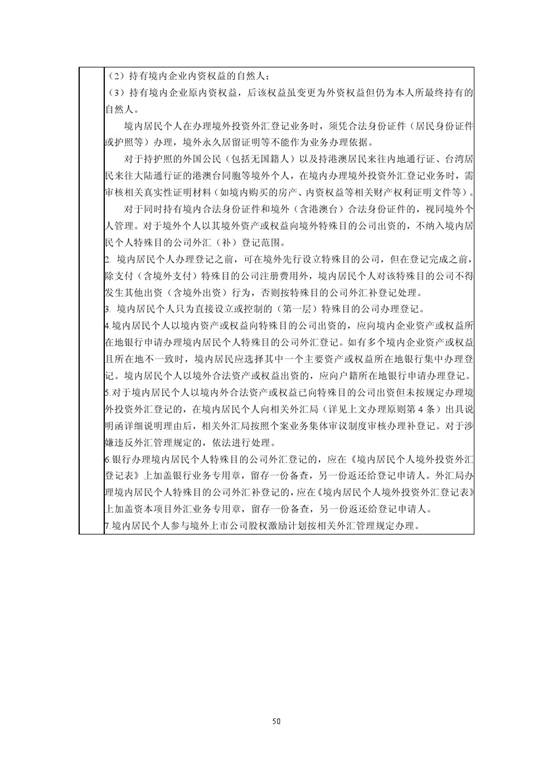 （2）持有境内企业内资权益的自然人；
（3）持有境内企业原内资权益，后该权益虽变更为外资权益但仍为本人所最终持有的
自然人。
境内居民个人在办理境外投资外汇登记业务时，须凭合法身份证件（居民身份证件
或护照等）办理，境外永久居留证明等不能作为业务办理依据。
对于持护照的外国公民（包括无国籍人）以及持港澳居民来往内地通行证、台湾居
民来往大陆通行证的港澳台同胞等境外个人，在境内办理境外投资外汇登记业务时，需
审核相关真实性证明材料（如境内购买的房产、内资权益等相关财产权利证明文件等）。
对于同时持有境内合法身份证件和境外（含港澳台）合法身份证件的，视同境外个
人管理。对于境外个人以其境外资产或权益向境外特殊目的公司出资的，不纳入境内居
民个人特殊目的公司外汇（补）登记范围。
2. 境内居民个人办理登记之前，可在境外先行设立特殊目的公司，但在登记完成之前，
除支付（含境外支付）特殊目的公司注册费用外，境内居民个人对该特殊目的公司不得
发生其他出资（含境外出资）行为，否则按特殊目的公司外汇补登记处理。
3. 境内居民个人只为直接设立或控制的（第一层）特殊目的公司办理登记。
4.境内居民个人以境内资产或权益向特殊目的公司出资的，应向境内企业资产或权益所
在地银行申请办理境内居民个人特殊目的公司外汇登记。如有多个境内企业资产或权益
且所在地不一致时，境内居民应选择其中一个主要资产或权益所在地银行集中办理登
记。境内居民个人以境外合法资产或权益出资的，应向户籍所在地银行申请办理登记。
5.对于境内居民个人以境内外合法资产或权益已向特殊目的公司出资但未按规定办理境
外投资外汇登记的，在境内居民个人向相关外汇局（详见上文办理原则第 4 条）出具说
明函详细说明理由后，相关外汇局按照个案业务集体审议制度审核办理补登记。对于涉
嫌违反外汇管理规定的，依法进行处理。
6.银行办理境内居民个人特殊目的公司外汇登记的，应在《境内居民个人境外投资外汇
登记表》上加盖银行业务专用章，留存一份备查，另一份返还给登记申请人。外汇局办
理境内居民个人特殊目的公司外汇补登记的，应在《境内居民个人境外投资外汇登记表》
上加盖资本项目外汇业务专用章，留存一份备查，另一份返还给登记申请人。
7.境内居民个人参与境外上市公司股权激励计划按相关外汇管理规定办理。
50